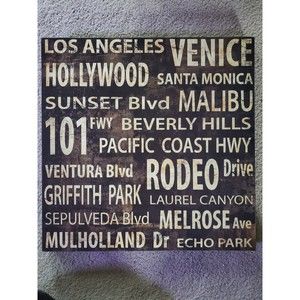 LOS ANGELES VENICE
HOLLYWOOD SANTA MONICA
SUNSET Blvd MALIBU
101 FWY BEVERLY HILLS
PACIFIC COAST HWY
VENTURA Blvd RODEO Drive
GRIFFITH PARK LAUREL CANYON
SEPULVEDA Blvd MELROSE Ave
MULHOLLAND Dr ECHO PARK